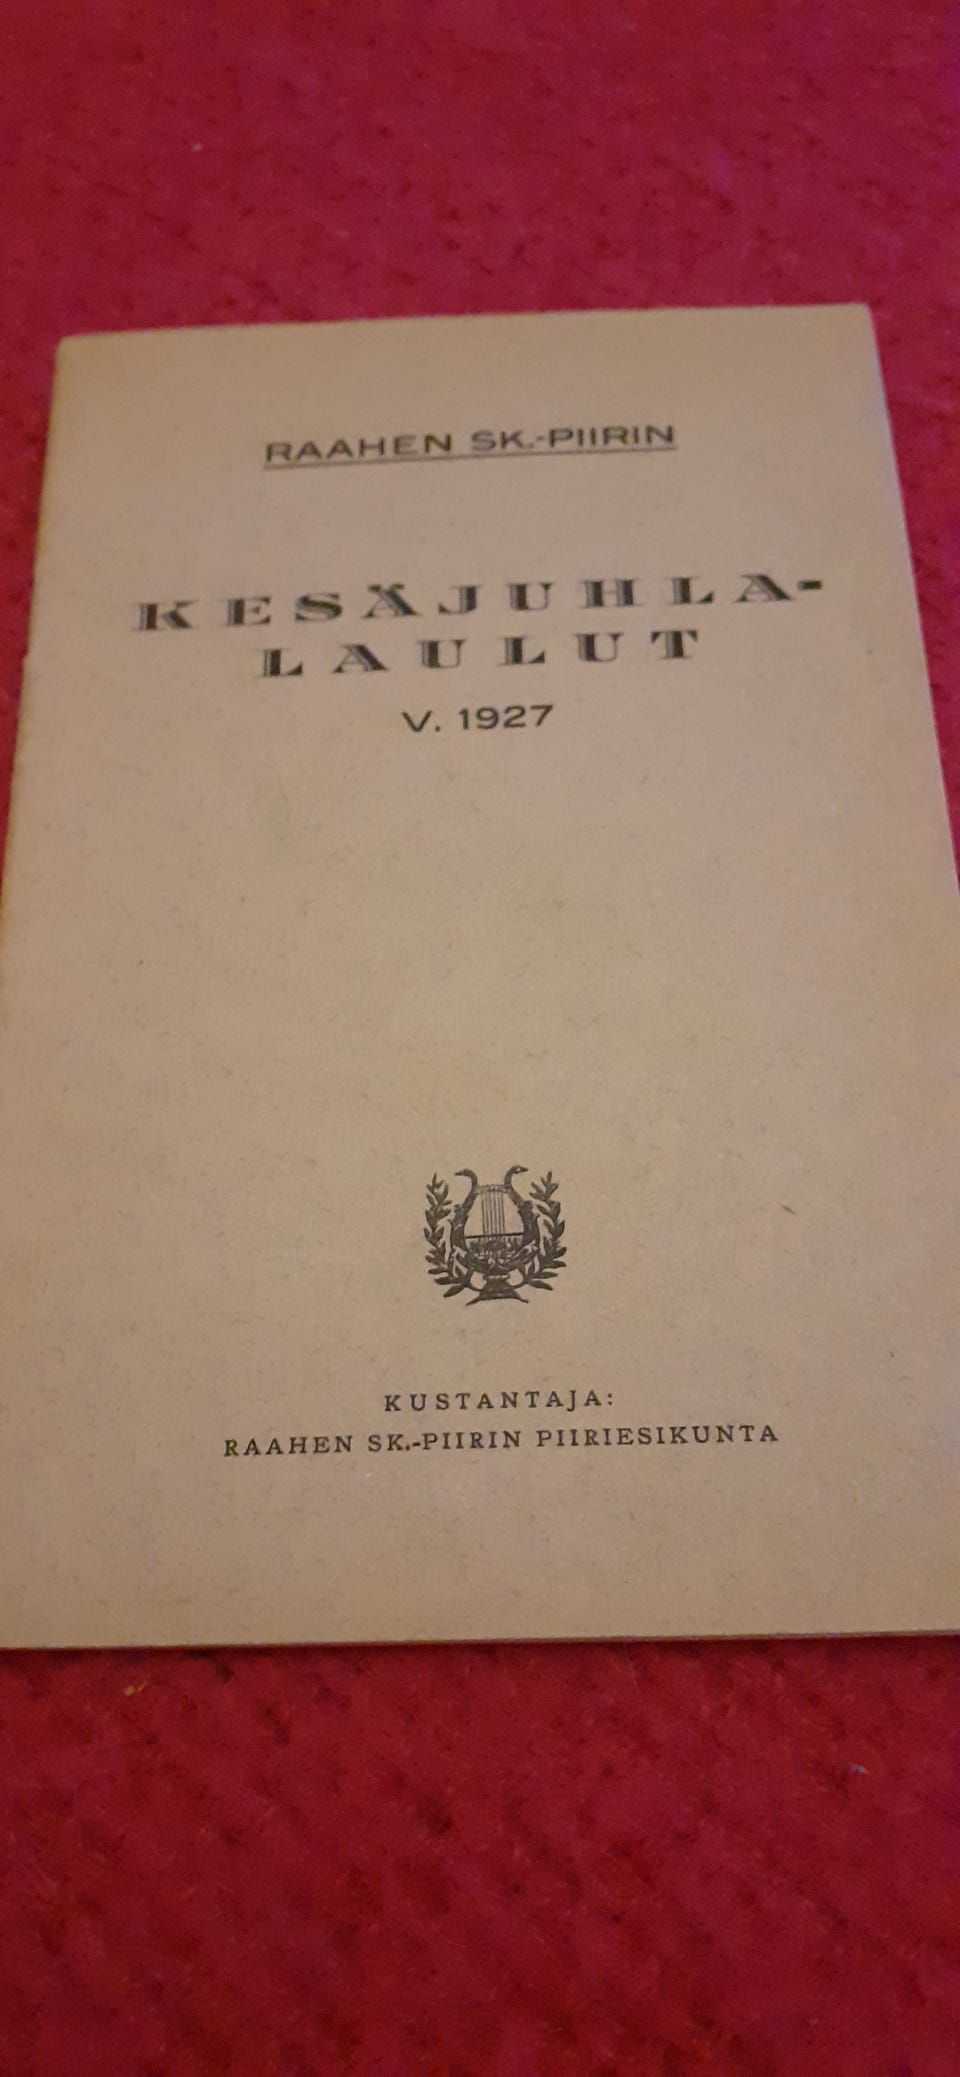 RAAHEN SK.-PIIRIN
KESÄJUHLA-
LAULUT
V. 1927
KUSTANTAJA:
RAAHEN SK.-PIIRIN PIIRIESIKUNTA